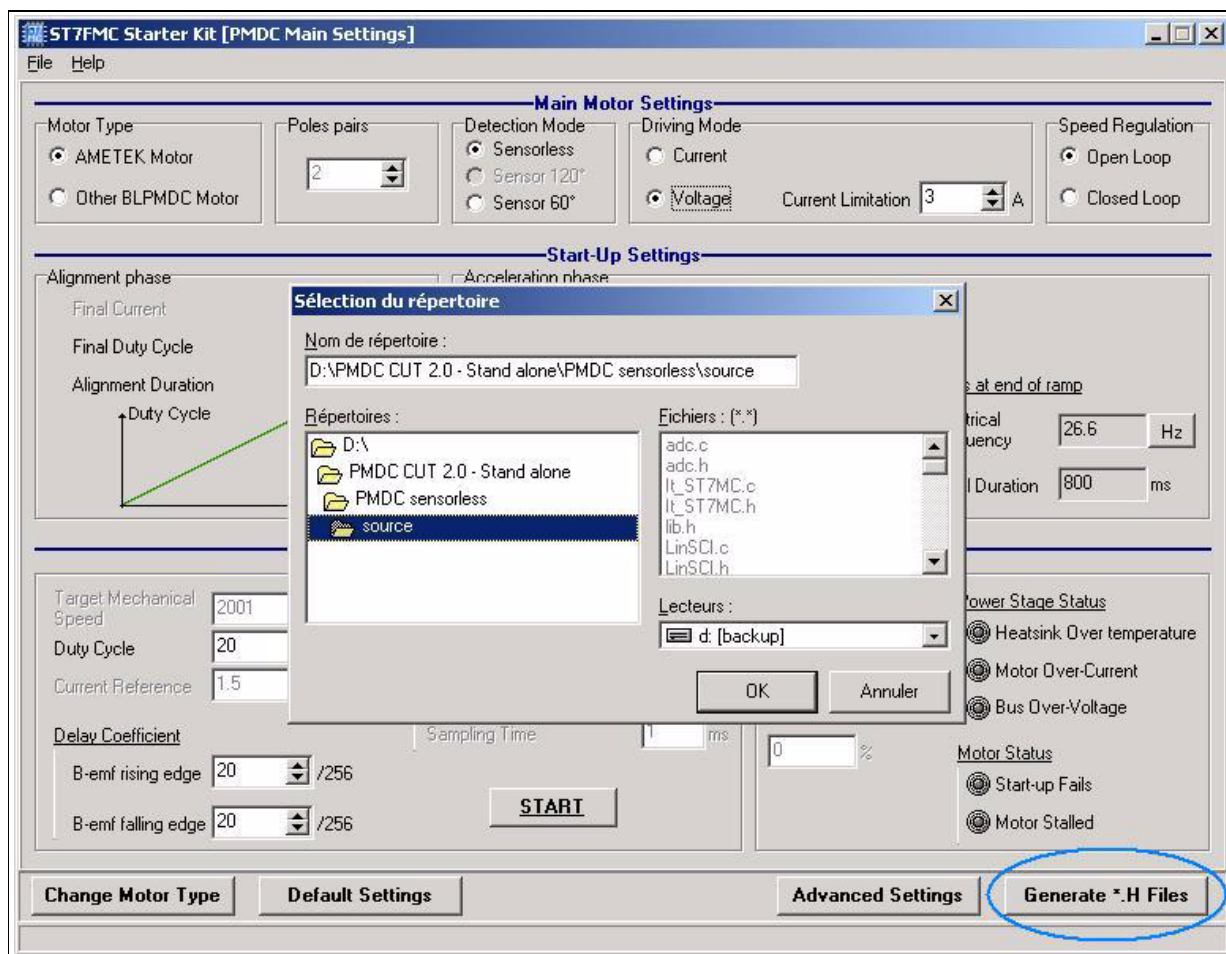 ST7FMC Starter Kit [PMDC Main Settings]
File Help
Main Motor Settings
Motor Type
AMETEK Motor
Other BLPMDC Motor
Poles pairs
2
Detection Mode
Sensorless
Sensor 120°
Sensor 60°
Driving Mode
Current
Voltage
Current Limitation 3 A
Speed Regulation
Open Loop
Closed Loop
Start-Up Settings
Alignment phase
Final Current
Final Duty Cycle
Alignment Duration
Duty Cycle
Acceleration phase
at end of ramp
26.6 Hz
Duration 800 ms
Sélection du répertoire
Nom de répertoire :
D:\PMDC CUT 2.0 - Stand alone\PMDC sensorless\source
Répertoires :
D:\
PMDC CUT 2.0 - Stand alone
PMDC sensorless
source
Fichiers : (*.*)
adc.c
adc.h
It_ST7MC.c
It_ST7MC.h
lib.h
LinSCI.c
LinSCI.h
Lecteurs :
d: [backup]
OK Annuler
Target Mechanical
Speed
2001
Duty Cycle 20
Current Reference 1.5
Delay Coefficient
B-emf rising edge 20 /256
B-emf falling edge 20 /256
Sampling Time 1 ms
START
0 %
Power Stage Status
Heatsink Over temperature
Motor Over-Current
Bus Over-Voltage
Motor Status
Start-up Fails
Motor Stalled
Change Motor Type Default Settings Advanced Settings Generate *.H Files